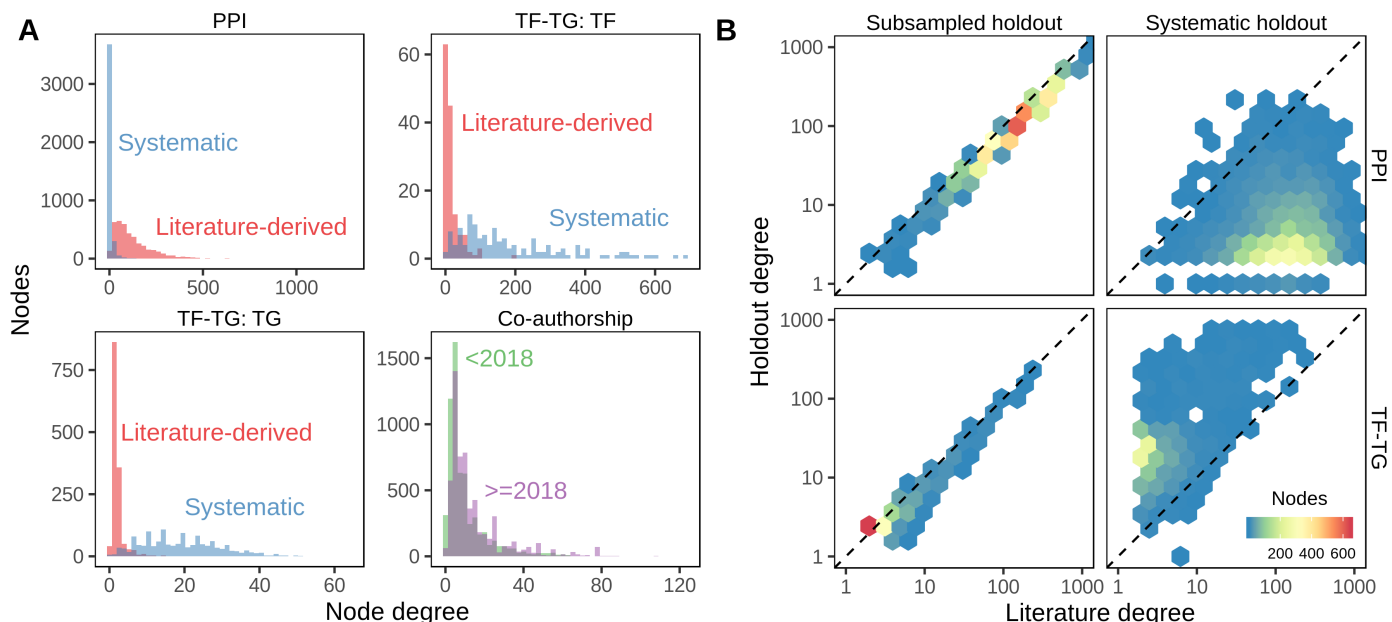 A
PPI
TF-TG: TF
Nodes
3000
2000
1000
0
Systematic
Literature-derived
0
500
1000
60
40
20
0
Literature-derived
Systematic
0
200
400
600
TF-TG: TG
Co-authorship
750
500
250
0
Literature-derived
Systematic
0
20
40
60
1500
1000
500
0
<2018
>=2018
0
40
80
120
Node degree
B
Subsampled holdout
Systematic holdout
Holdout degree
1000
100
10
1
PPI
1000
100
10
1
TF-TG
Nodes
200 400 600
1
10
100
1000
1
10
100
1000
Literature degree